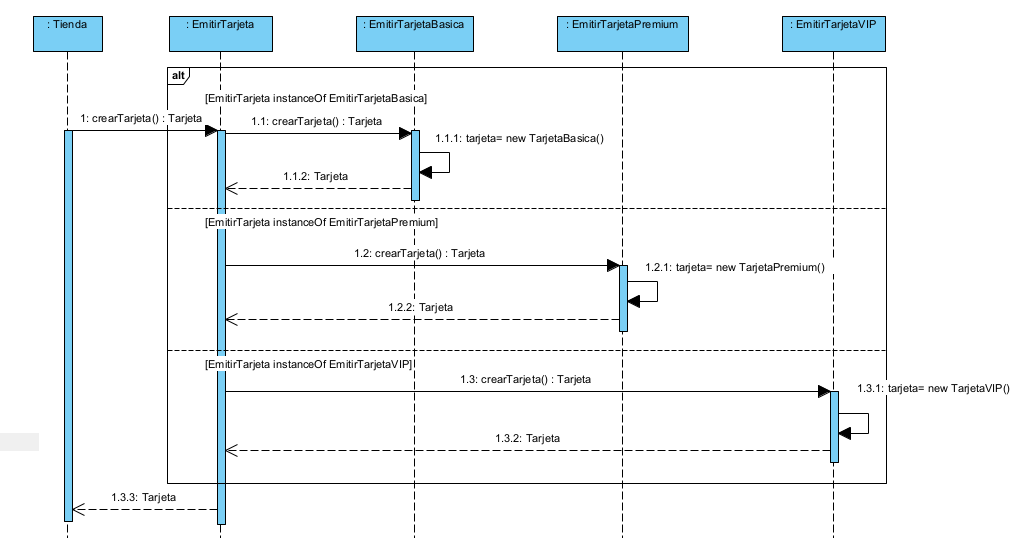 : Tienda
: EmitirTarjeta
: EmitirTarjetaBasica
: EmitirTarjetaPremium
: EmitirTarjetaVIP
alt
[EmitirTarjeta instanceOf EmitirTarjetaBasica]
1: crearTarjeta() : Tarjeta
1.1: crearTarjeta() : Tarjeta
1.1.1: tarjeta= new TarjetaBasica()
1.1.2: Tarjeta
[EmitirTarjeta instanceOf EmitirTarjetaPremium]
1.2: crearTarjeta() : Tarjeta
1.2.1: tarjeta= new TarjetaPremium()
1.2.2: Tarjeta
[EmitirTarjeta instanceOf EmitirTarjetaVIP]
1.3: crearTarjeta() : Tarjeta
1.3.1: tarjeta= new TarjetaVIP()
1.3.2: Tarjeta
1.3.3: Tarjeta